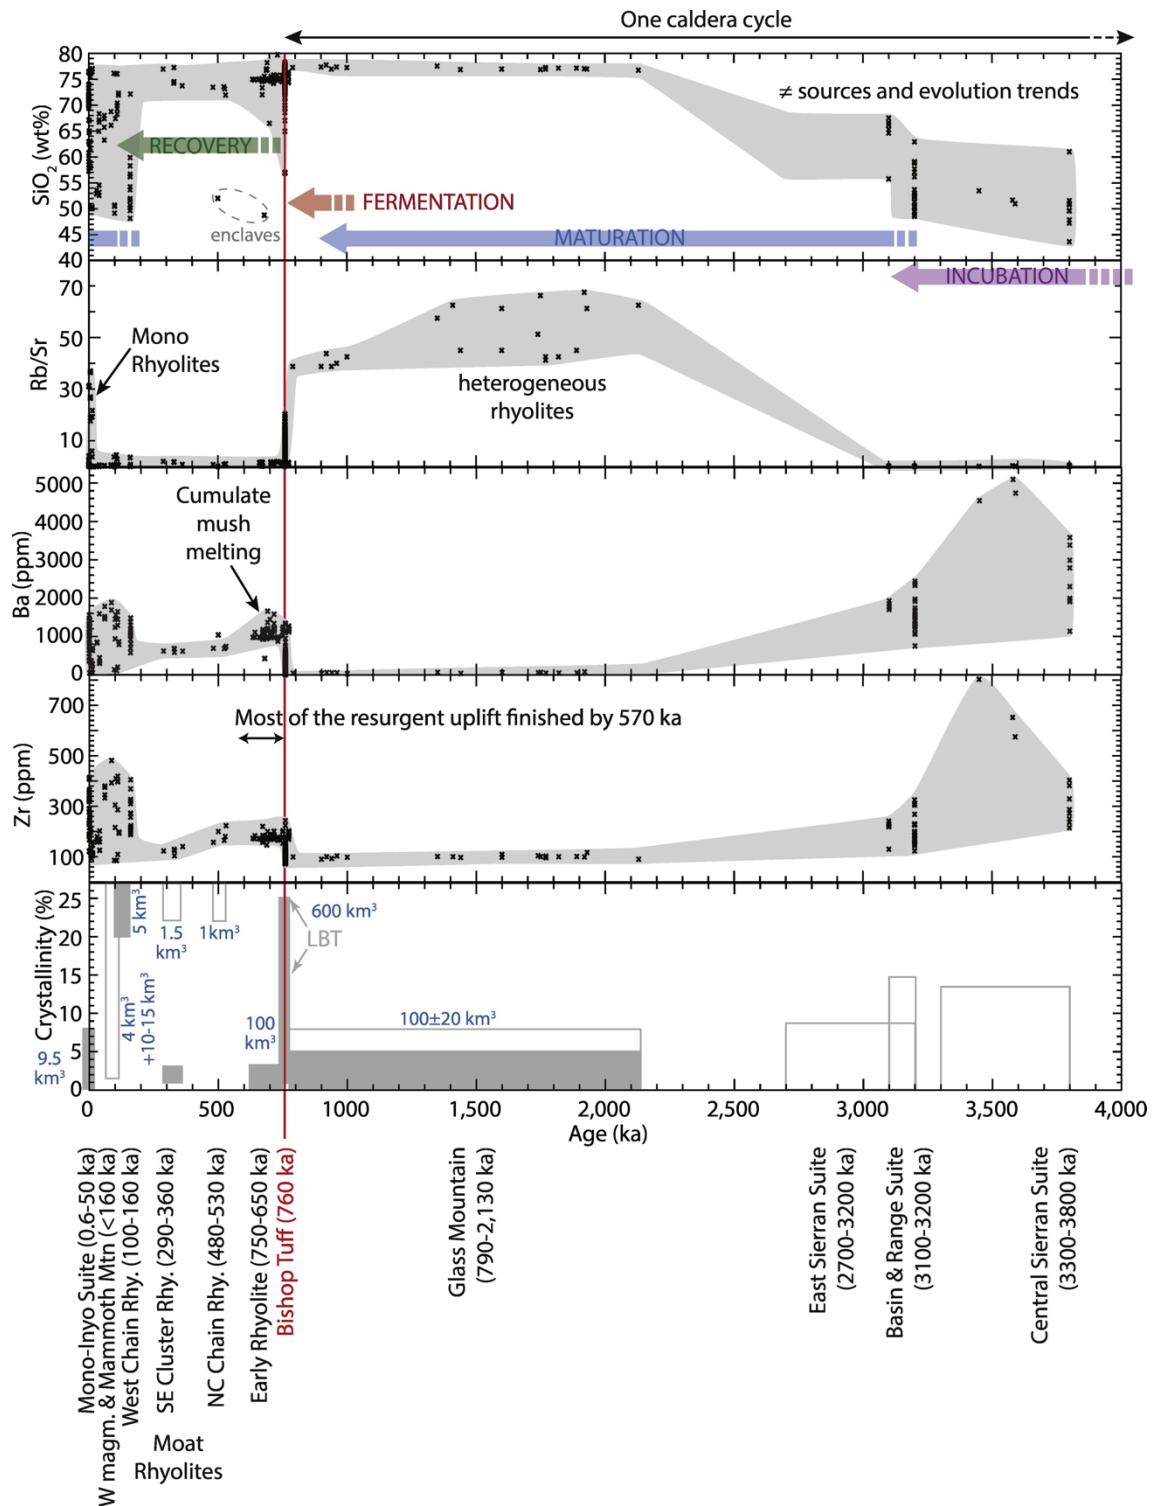 One caldera cycle
80
75
70
65
60
55
50
45
40
SiO₂ (wt%)
≠ sources and evolution trends
RECOVERY
FERMENTATION
enclaves
MATURATION
INCUBATION
70
50
30
10
Rb/Sr
Mono
Rhyolites
heterogeneous
rhyolites
5000
4000
3000
2000
1000
0
Ba (ppm)
Cumulate
mush
melting
700
500
300
100
Zr (ppm)
Most of the resurgent uplift finished by 570 ka
25
20
15
10
5
0
Crystallinity (%)
9.5
km³
4 km³
+10-15 km³
5 km³
1.5
km³
1km³
100
km³
600 km³
LBT
100±20 km³
0
500
1000
1,500
2,000
2,500
3,000
3,500
4,000
Age (ka)
Mono-Inyo Suite (0.6-50 ka)
W magm. & Mammoth Mtn (<160 ka)
West Chain Rhy. (100-160 ka)
SE Cluster Rhy. (290-360 ka)
NC Chain Rhy. (480-530 ka)
Early Rhyolite (750-650 ka)
Bishop Tuff (760 ka)
Glass Mountain
(790-2,130 ka)
East Sierran Suite
(2700-3200 ka)
Basin & Range Suite
(3100-3200 ka)
Central Sierran Suite
(3300-3800 ka)
Moat
Rhyolites